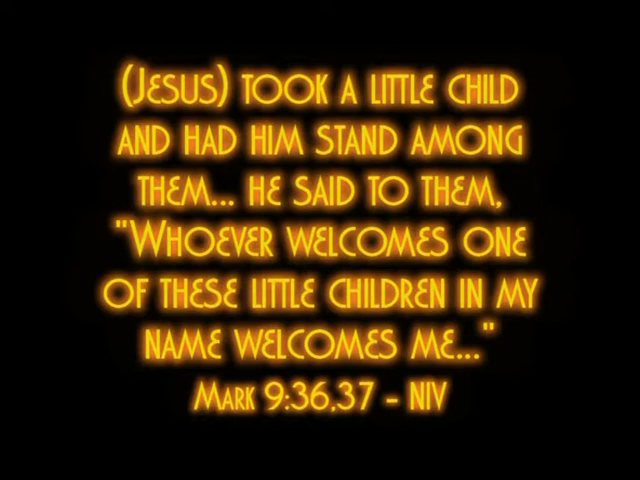 (Jesus) took a little child
and had him stand among
them... he said to them,
"Whoever welcomes one
of these little children in my
name welcomes me..."
Mark 9:36,37 - NIV